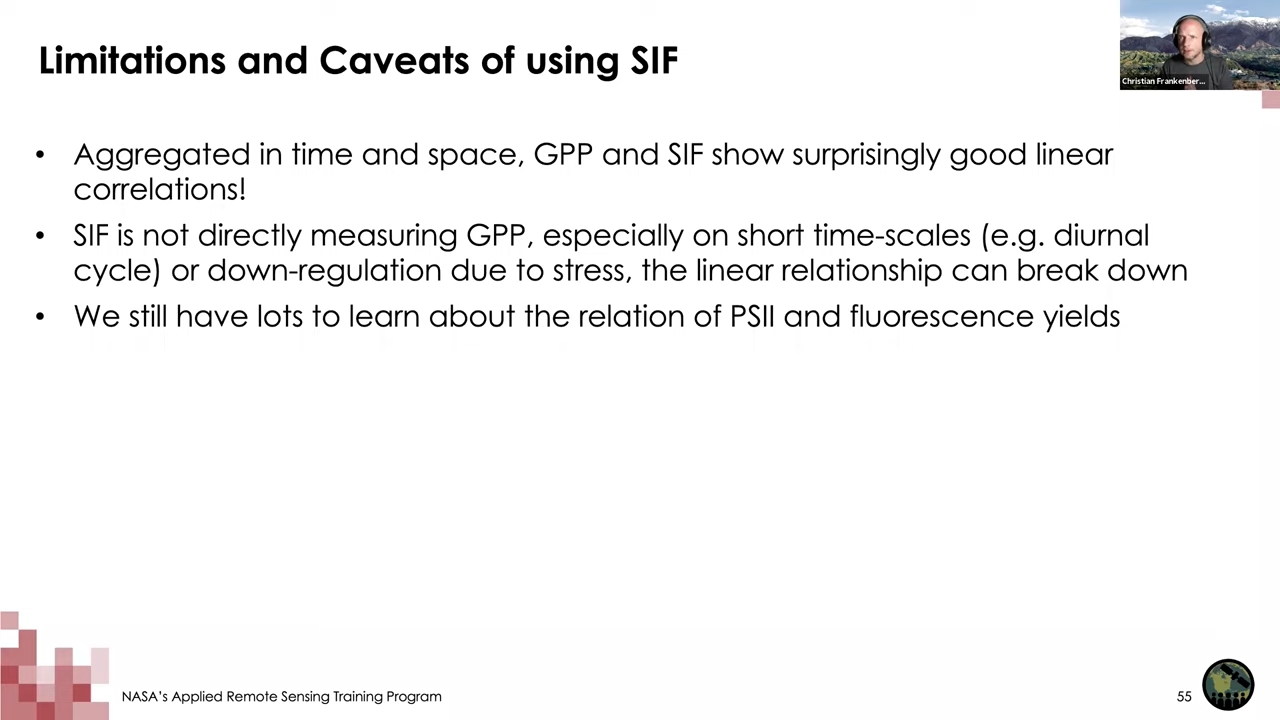 Limitations and Caveats of using SIF
Christian Frankenber...
• Aggregated in time and space, GPP and SIF show surprisingly good linear
correlations!
• SIF is not directly measuring GPP, especially on short time-scales (e.g. diurnal
cycle) or down-regulation due to stress, the linear relationship can break down
• We still have lots to learn about the relation of PSII and fluorescence yields
NASA's Applied Remote Sensing Training Program
55